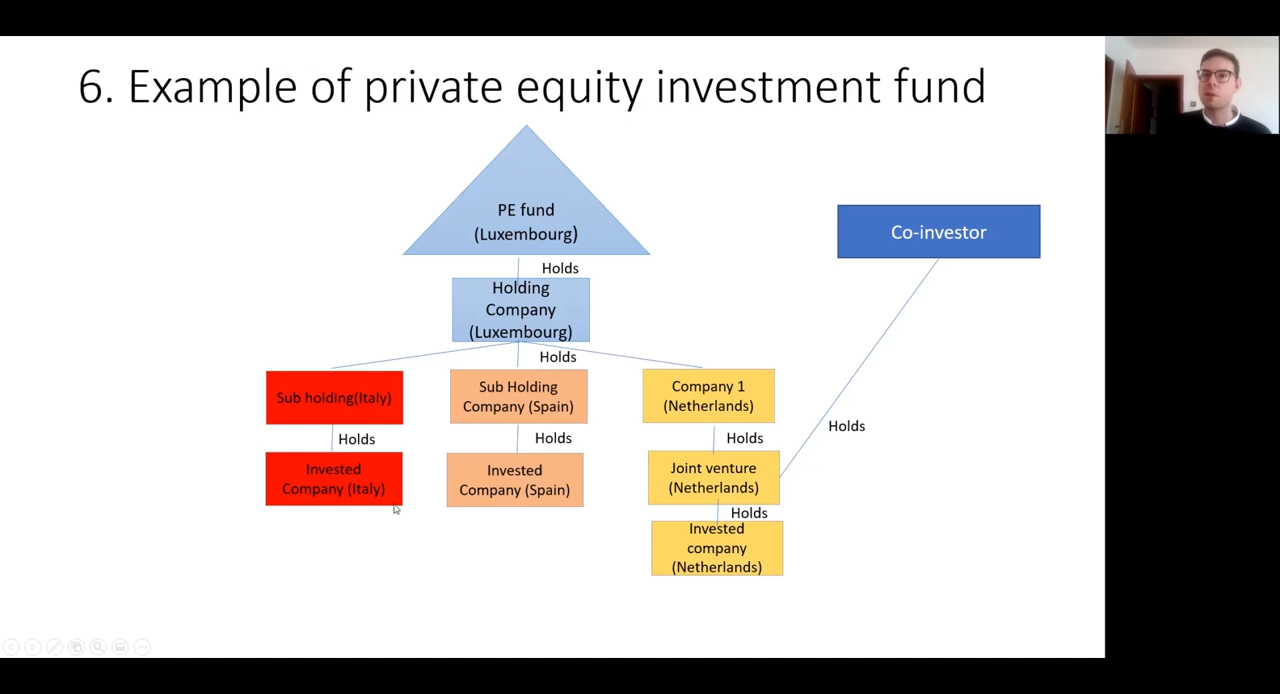 6. Example of private equity investment fund
PE fund
(Luxembourg)
Co-investor
Holds
Holding
Company
(Luxembourg)
Holds
Sub holding(Italy)
Sub Holding
Company (Spain)
Company 1
(Netherlands)
Holds
Holds
Holds
Holds
Invested
Company (Italy)
Invested
Company (Spain)
Joint venture
(Netherlands)
Holds
Invested
company
(Netherlands)